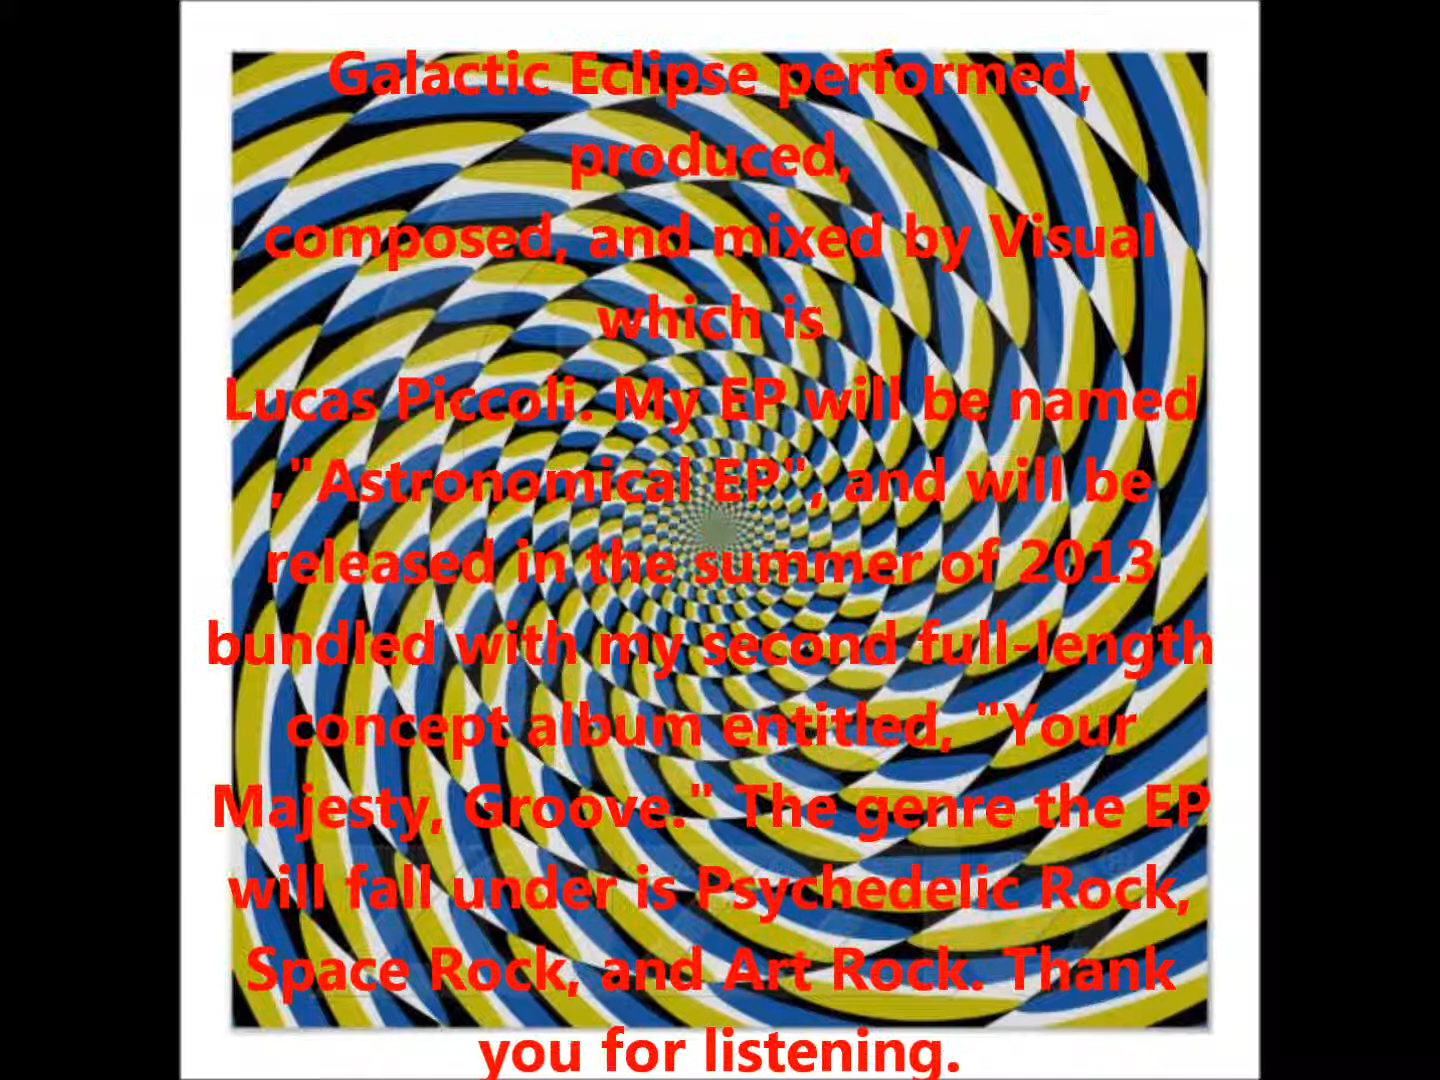 Galactic Eclipse performed,
produced,
composed, and mixed by Visual
which is
Lucas Piccoli. My EP will be named
,"Astronomical EP", and will be
released in the summer of 2013
bundled with my second full-length
concept album entitled, "Your
Majesty, Groove." The genre the EP
will fall under is Psychedelic Rock,
Space Rock, and Art Rock. Thank
you for listening.